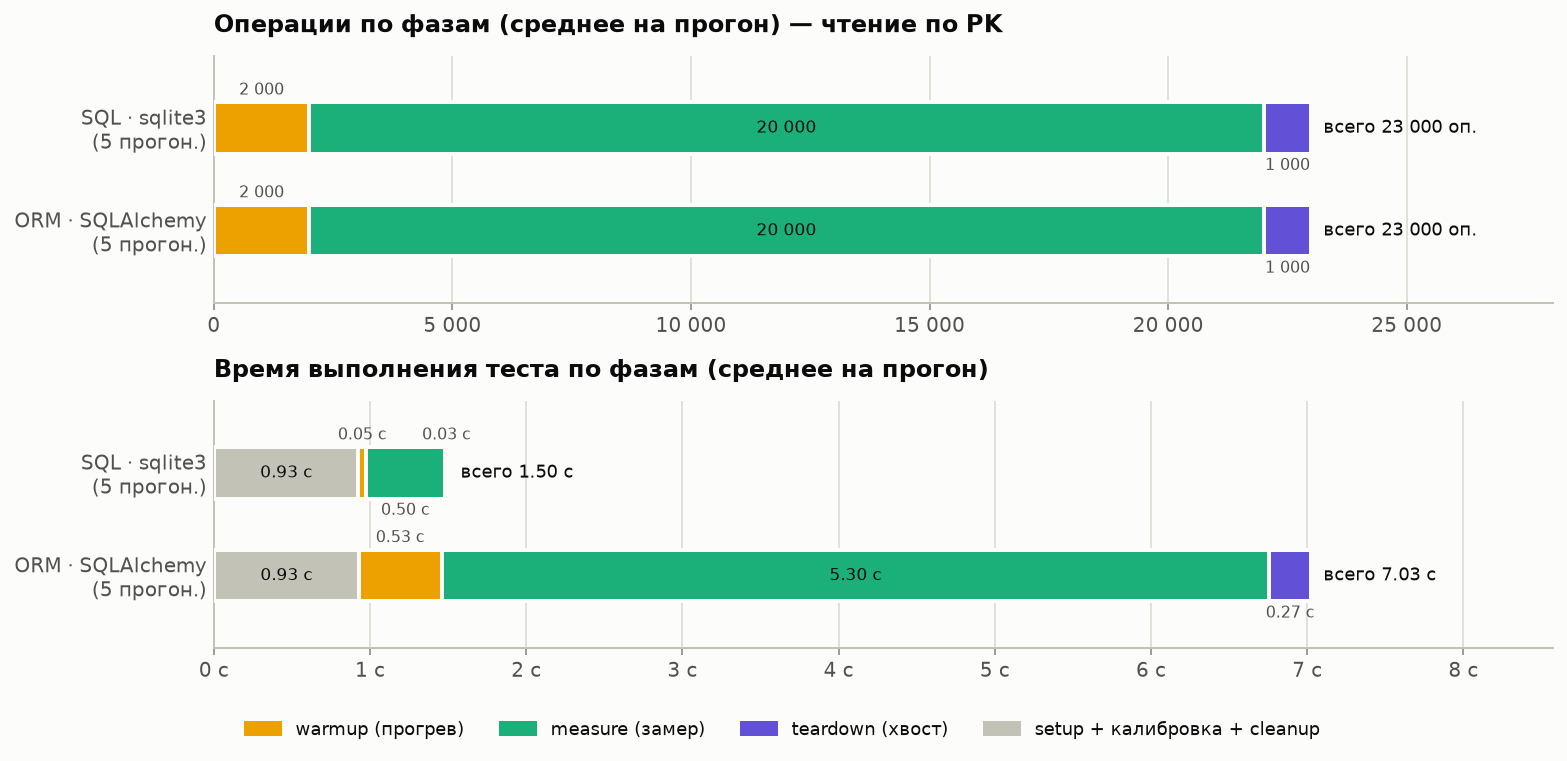 Операции по фазам (среднее на прогон) — чтение по PK
2 000
SQL · sqlite3
(5 прогон.)
20 000
всего 23 000 оп.
1 000
2 000
ORM · SQLAlchemy
(5 прогон.)
20 000
всего 23 000 оп.
1 000
0 5 000 10 000 15 000 20 000 25 000
Время выполнения теста по фазам (среднее на прогон)
0.05 с 0.03 с
SQL · sqlite3
(5 прогон.)
0.93 с
всего 1.50 с
0.50 с
0.53 с
ORM · SQLAlchemy
(5 прогон.)
0.93 с
5.30 с
всего 7.03 с
0.27 с
0 с 1 с 2 с 3 с 4 с 5 с 6 с 7 с 8 с
warmup (прогрев) measure (замер) teardown (хвост) setup + калибровка + cleanup